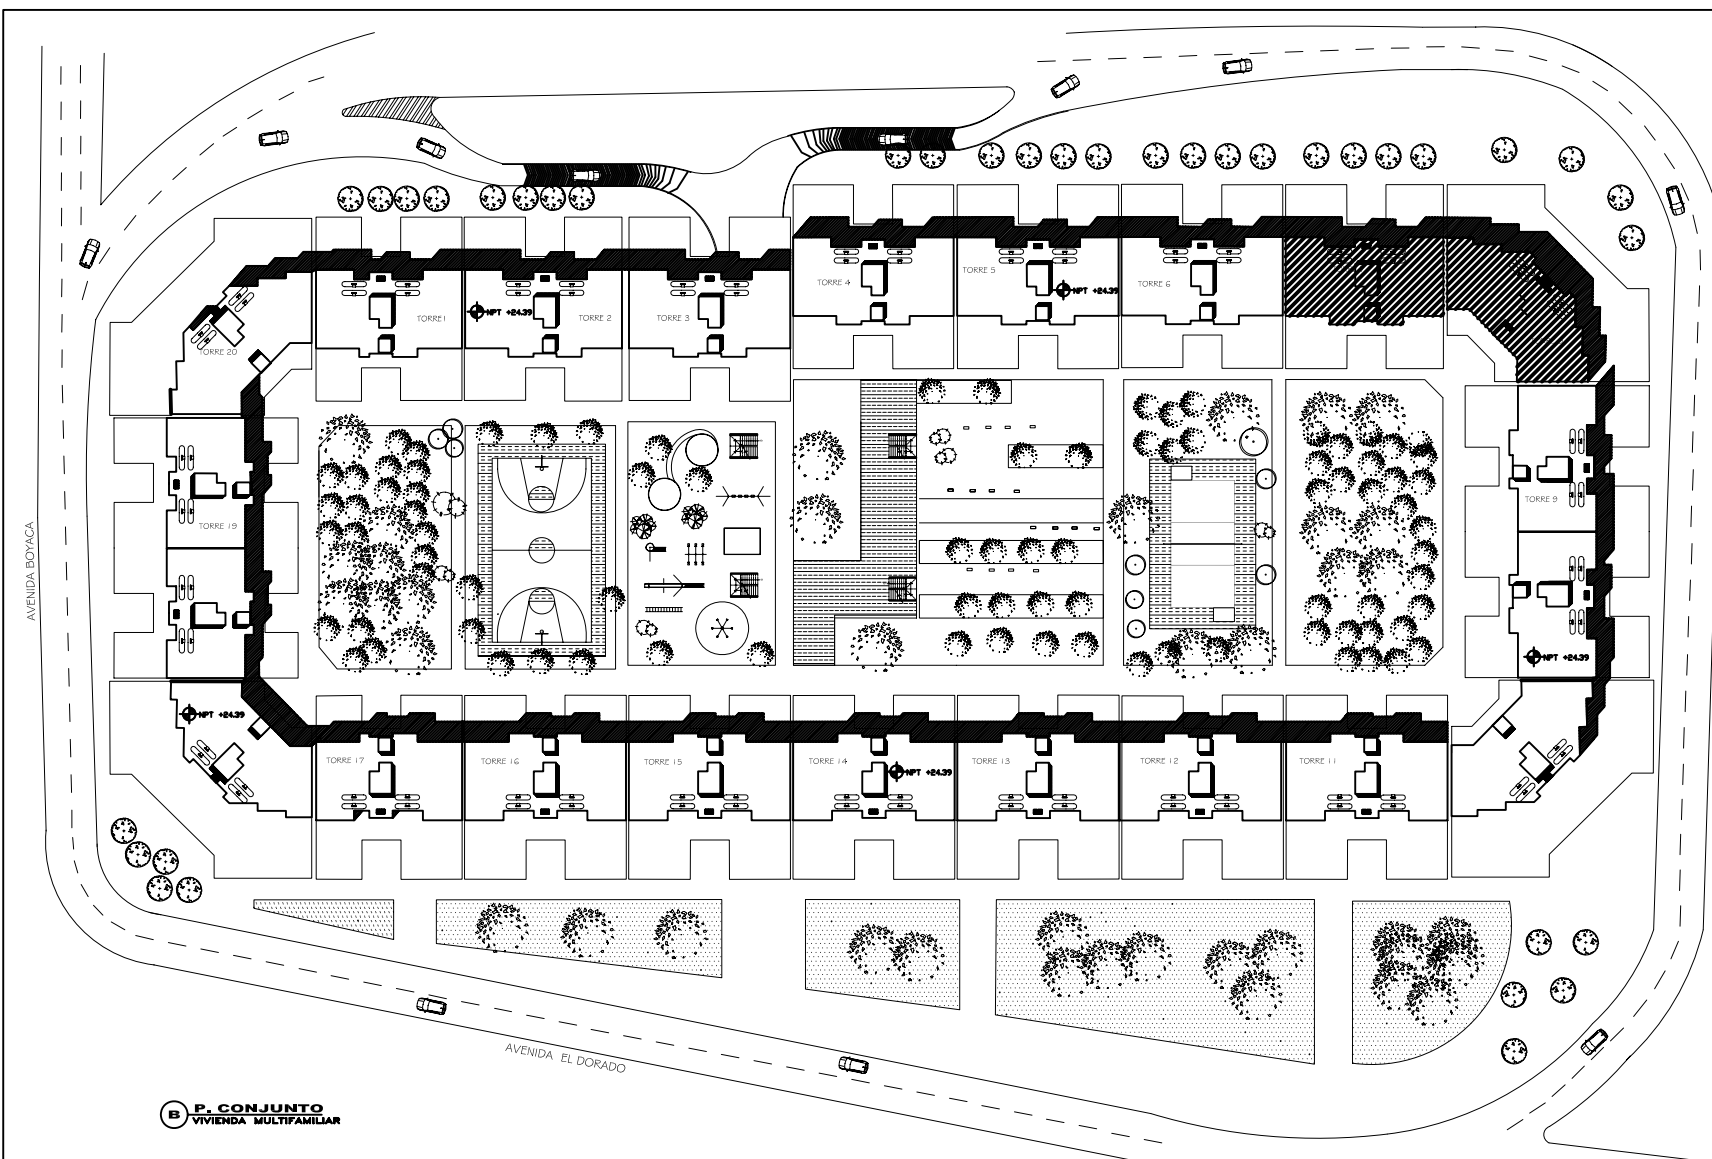 TORRE 4
TORRE 5
TORRE 6
NPT +24.39
TORRE 1
NPT +24.39
TORRE 2
TORRE 3
TORRE 20
TORRE 19
TORRE 9
AVENIDA BOYACA
NPT +24.39
NPT +24.39
TORRE 17
TORRE 16
TORRE 15
TORRE 14
NPT +24.39
TORRE 13
TORRE 12
TORRE 11
AVENIDA EL DORADO
B
P. CONJUNTO
VIVIENDA MULTIFAMILIAR